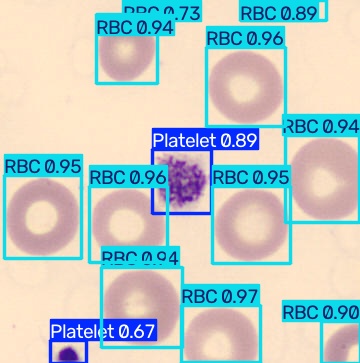 RBC 0.73
RBC 0.89
RBC 0.94
RBC 0.96
RBC 0.94
Platelet 0.89
RBC 0.95
RBC 0.96
RBC 0.95
RBC 0.94
RBC 0.97
RBC 0.90
Platelet 0.67